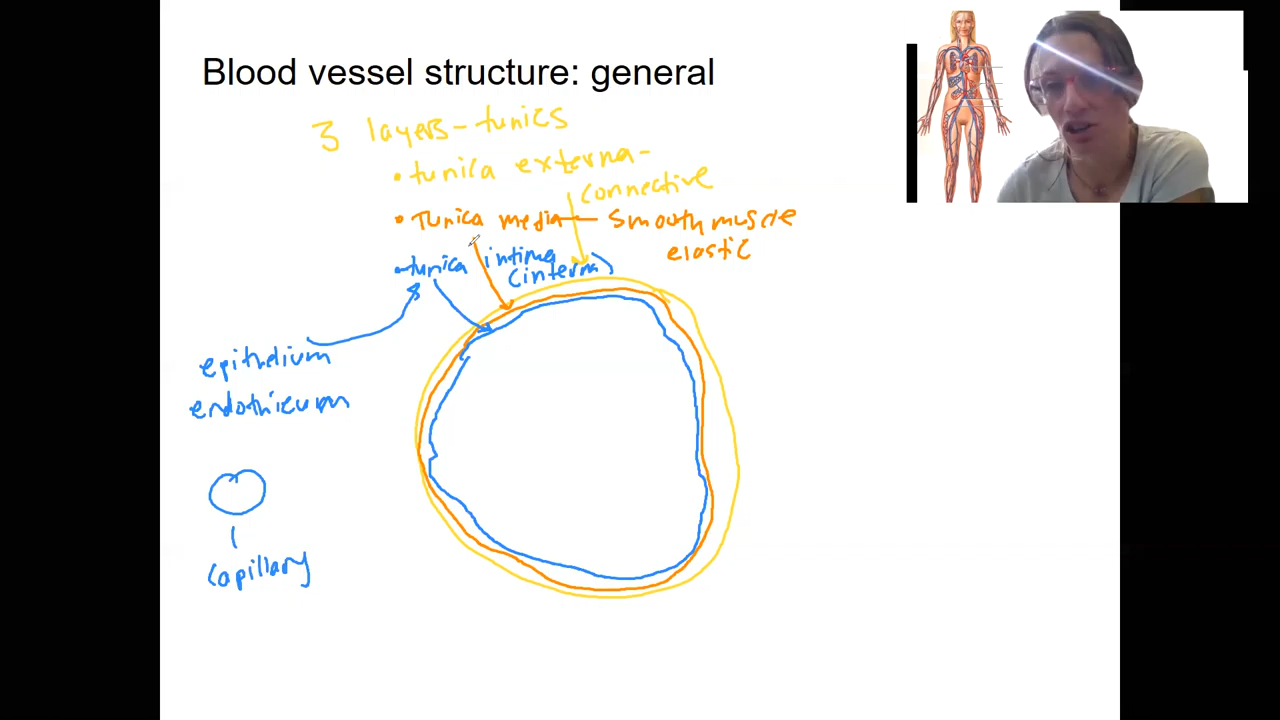 Blood vessel structure: general
3 layers - tunics
• tunica externa -
connective
• Tunica media — smooth muscle
elastic
• tunica intima
(interna)
epithelium
endothieum
capillary